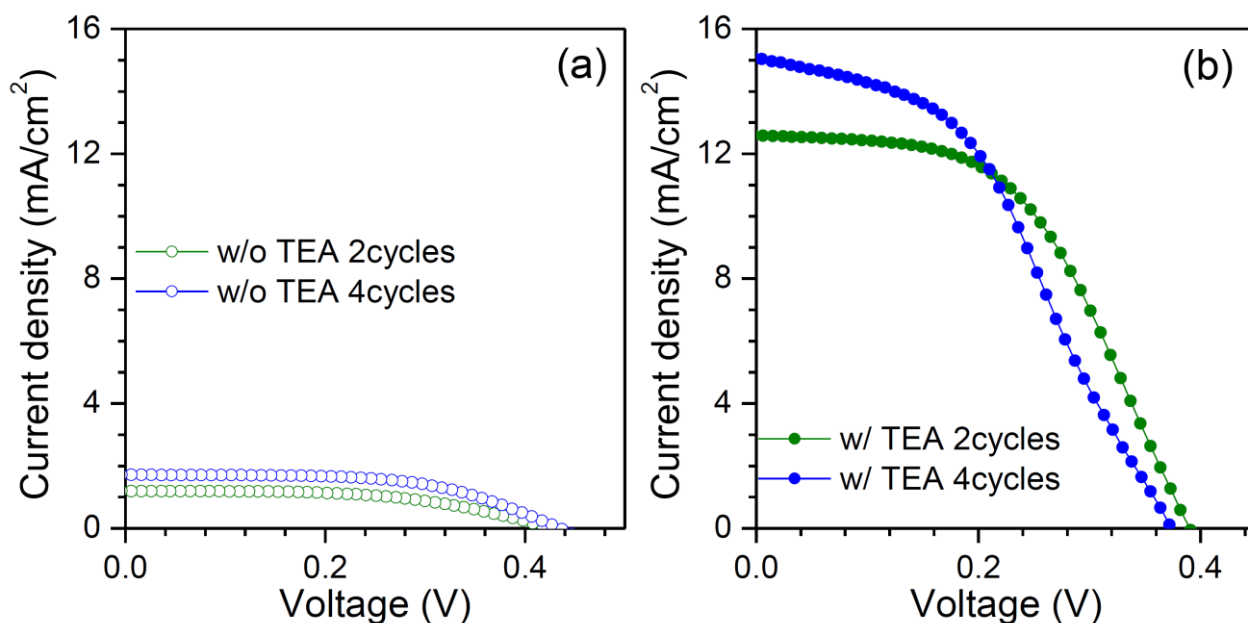 (a)
16
12
8
4
0
Current density (mA/cm²)
w/o TEA 2cycles
w/o TEA 4cycles
0.0
0.2
0.4
Voltage (V)
(b)
16
12
8
4
0
Current density (mA/cm²)
w/ TEA 2cycles
w/ TEA 4cycles
0.0
0.2
0.4
Voltage (V)